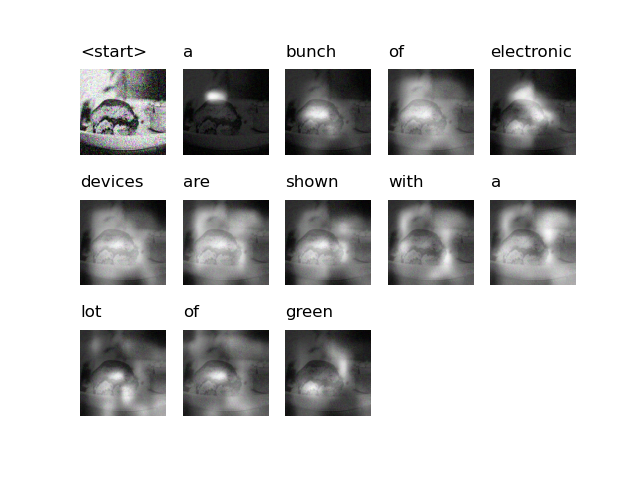 <start> a bunch of electronic
devices are shown with a
lot of green